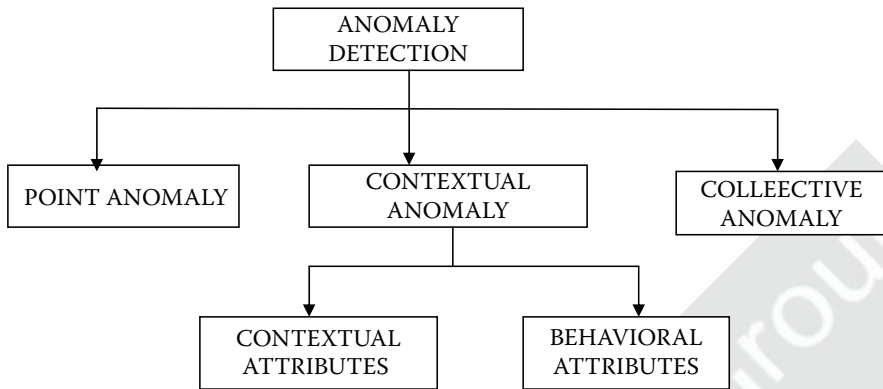 ANOMALY
DETECTION
POINT ANOMALY
CONTEXTUAL
ANOMALY
COLLEECTIVE
ANOMALY
CONTEXTUAL
ATTRIBUTES
BEHAVIORAL
ATTRIBUTES